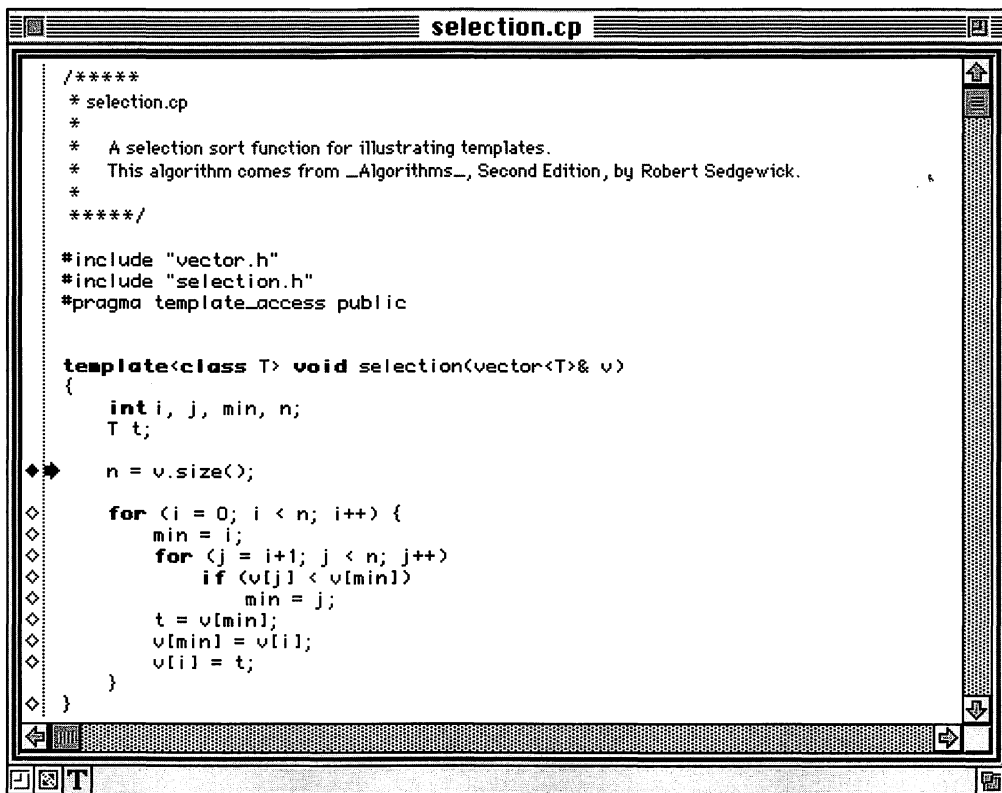 selection.cp
/*****
 * selection.cp
 *
 *    A selection sort function for illustrating templates.
 *    This algorithm comes from _Algorithms_, Second Edition, by Robert Sedgewick.
 *
 *****/
#include "vector.h"
#include "selection.h"
#pragma template_access public
template<class T> void selection(vector<T>& v)
{
    int i, j, min, n;
    T t;
    n = v.size();
    for (i = 0; i < n; i++) {
        min = i;
        for (j = i+1; j < n; j++)
            if (v[j] < v[min])
                min = j;
        t = v[min];
        v[min] = v[i];
        v[i] = t;
    }
}
T